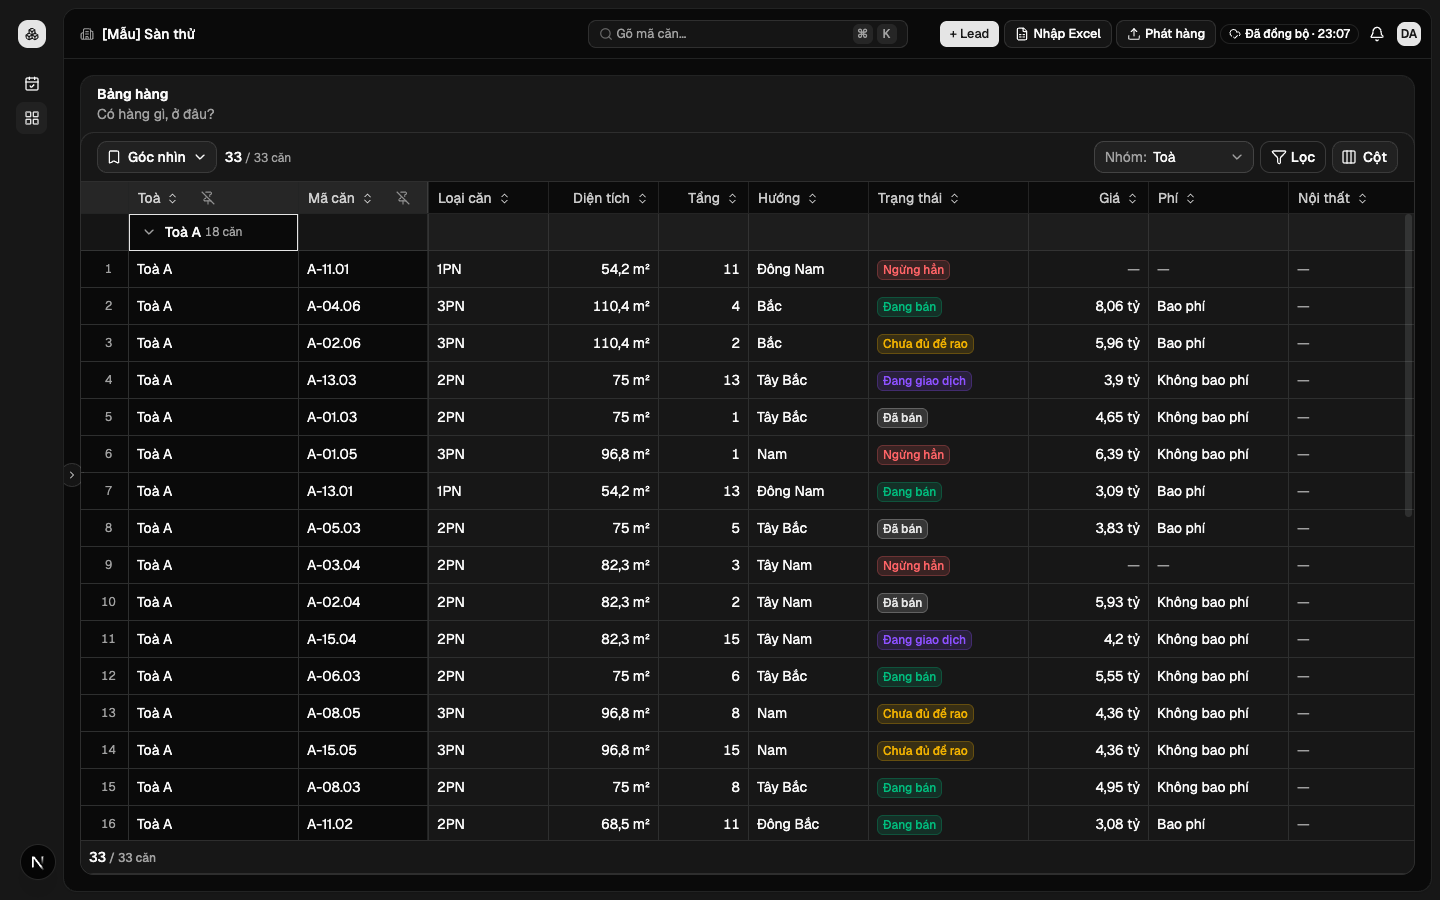 [Mẫu] Sàn thử
Gõ mã căn...
⌘ K
+ Lead
Nhập Excel
Phát hàng
Đã đồng bộ · 23:07
DA
Bảng hàng
Có hàng gì, ở đâu?
Góc nhìn
33 / 33 căn
Nhóm: Toà
Lọc
Cột
Toà Mã căn Loại căn Diện tích Tầng Hướng Trạng thái Giá Phí Nội thất
Toà A 18 căn
1 Toà A A-11.01 1PN 54,2 m² 11 Đông Nam Ngừng hẳn — — —
2 Toà A A-04.06 3PN 110,4 m² 4 Bắc Đang bán 8,06 tỷ Bao phí —
3 Toà A A-02.06 3PN 110,4 m² 2 Bắc Chưa đủ để rao 5,96 tỷ Bao phí —
4 Toà A A-13.03 2PN 75 m² 13 Tây Bắc Đang giao dịch 3,9 tỷ Không bao phí —
5 Toà A A-01.03 2PN 75 m² 1 Tây Bắc Đã bán 4,65 tỷ Không bao phí —
6 Toà A A-01.05 3PN 96,8 m² 1 Nam Ngừng hẳn 6,39 tỷ Không bao phí —
7 Toà A A-13.01 1PN 54,2 m² 13 Đông Nam Đang bán 3,09 tỷ Bao phí —
8 Toà A A-05.03 2PN 75 m² 5 Tây Bắc Đã bán 3,83 tỷ Bao phí —
9 Toà A A-03.04 2PN 82,3 m² 3 Tây Nam Ngừng hẳn — — —
10 Toà A A-02.04 2PN 82,3 m² 2 Tây Nam Đã bán 5,93 tỷ Không bao phí —
11 Toà A A-15.04 2PN 82,3 m² 15 Tây Nam Đang giao dịch 4,2 tỷ Không bao phí —
12 Toà A A-06.03 2PN 75 m² 6 Tây Bắc Đang bán 5,55 tỷ Không bao phí —
13 Toà A A-08.05 3PN 96,8 m² 8 Nam Chưa đủ để rao 4,36 tỷ Không bao phí —
14 Toà A A-15.05 3PN 96,8 m² 15 Nam Chưa đủ để rao 4,36 tỷ Không bao phí —
15 Toà A A-08.03 2PN 75 m² 8 Tây Bắc Đang bán 4,95 tỷ Không bao phí —
16 Toà A A-11.02 2PN 68,5 m² 11 Đông Bắc Đang bán 3,08 tỷ Bao phí —
33 / 33 căn
N